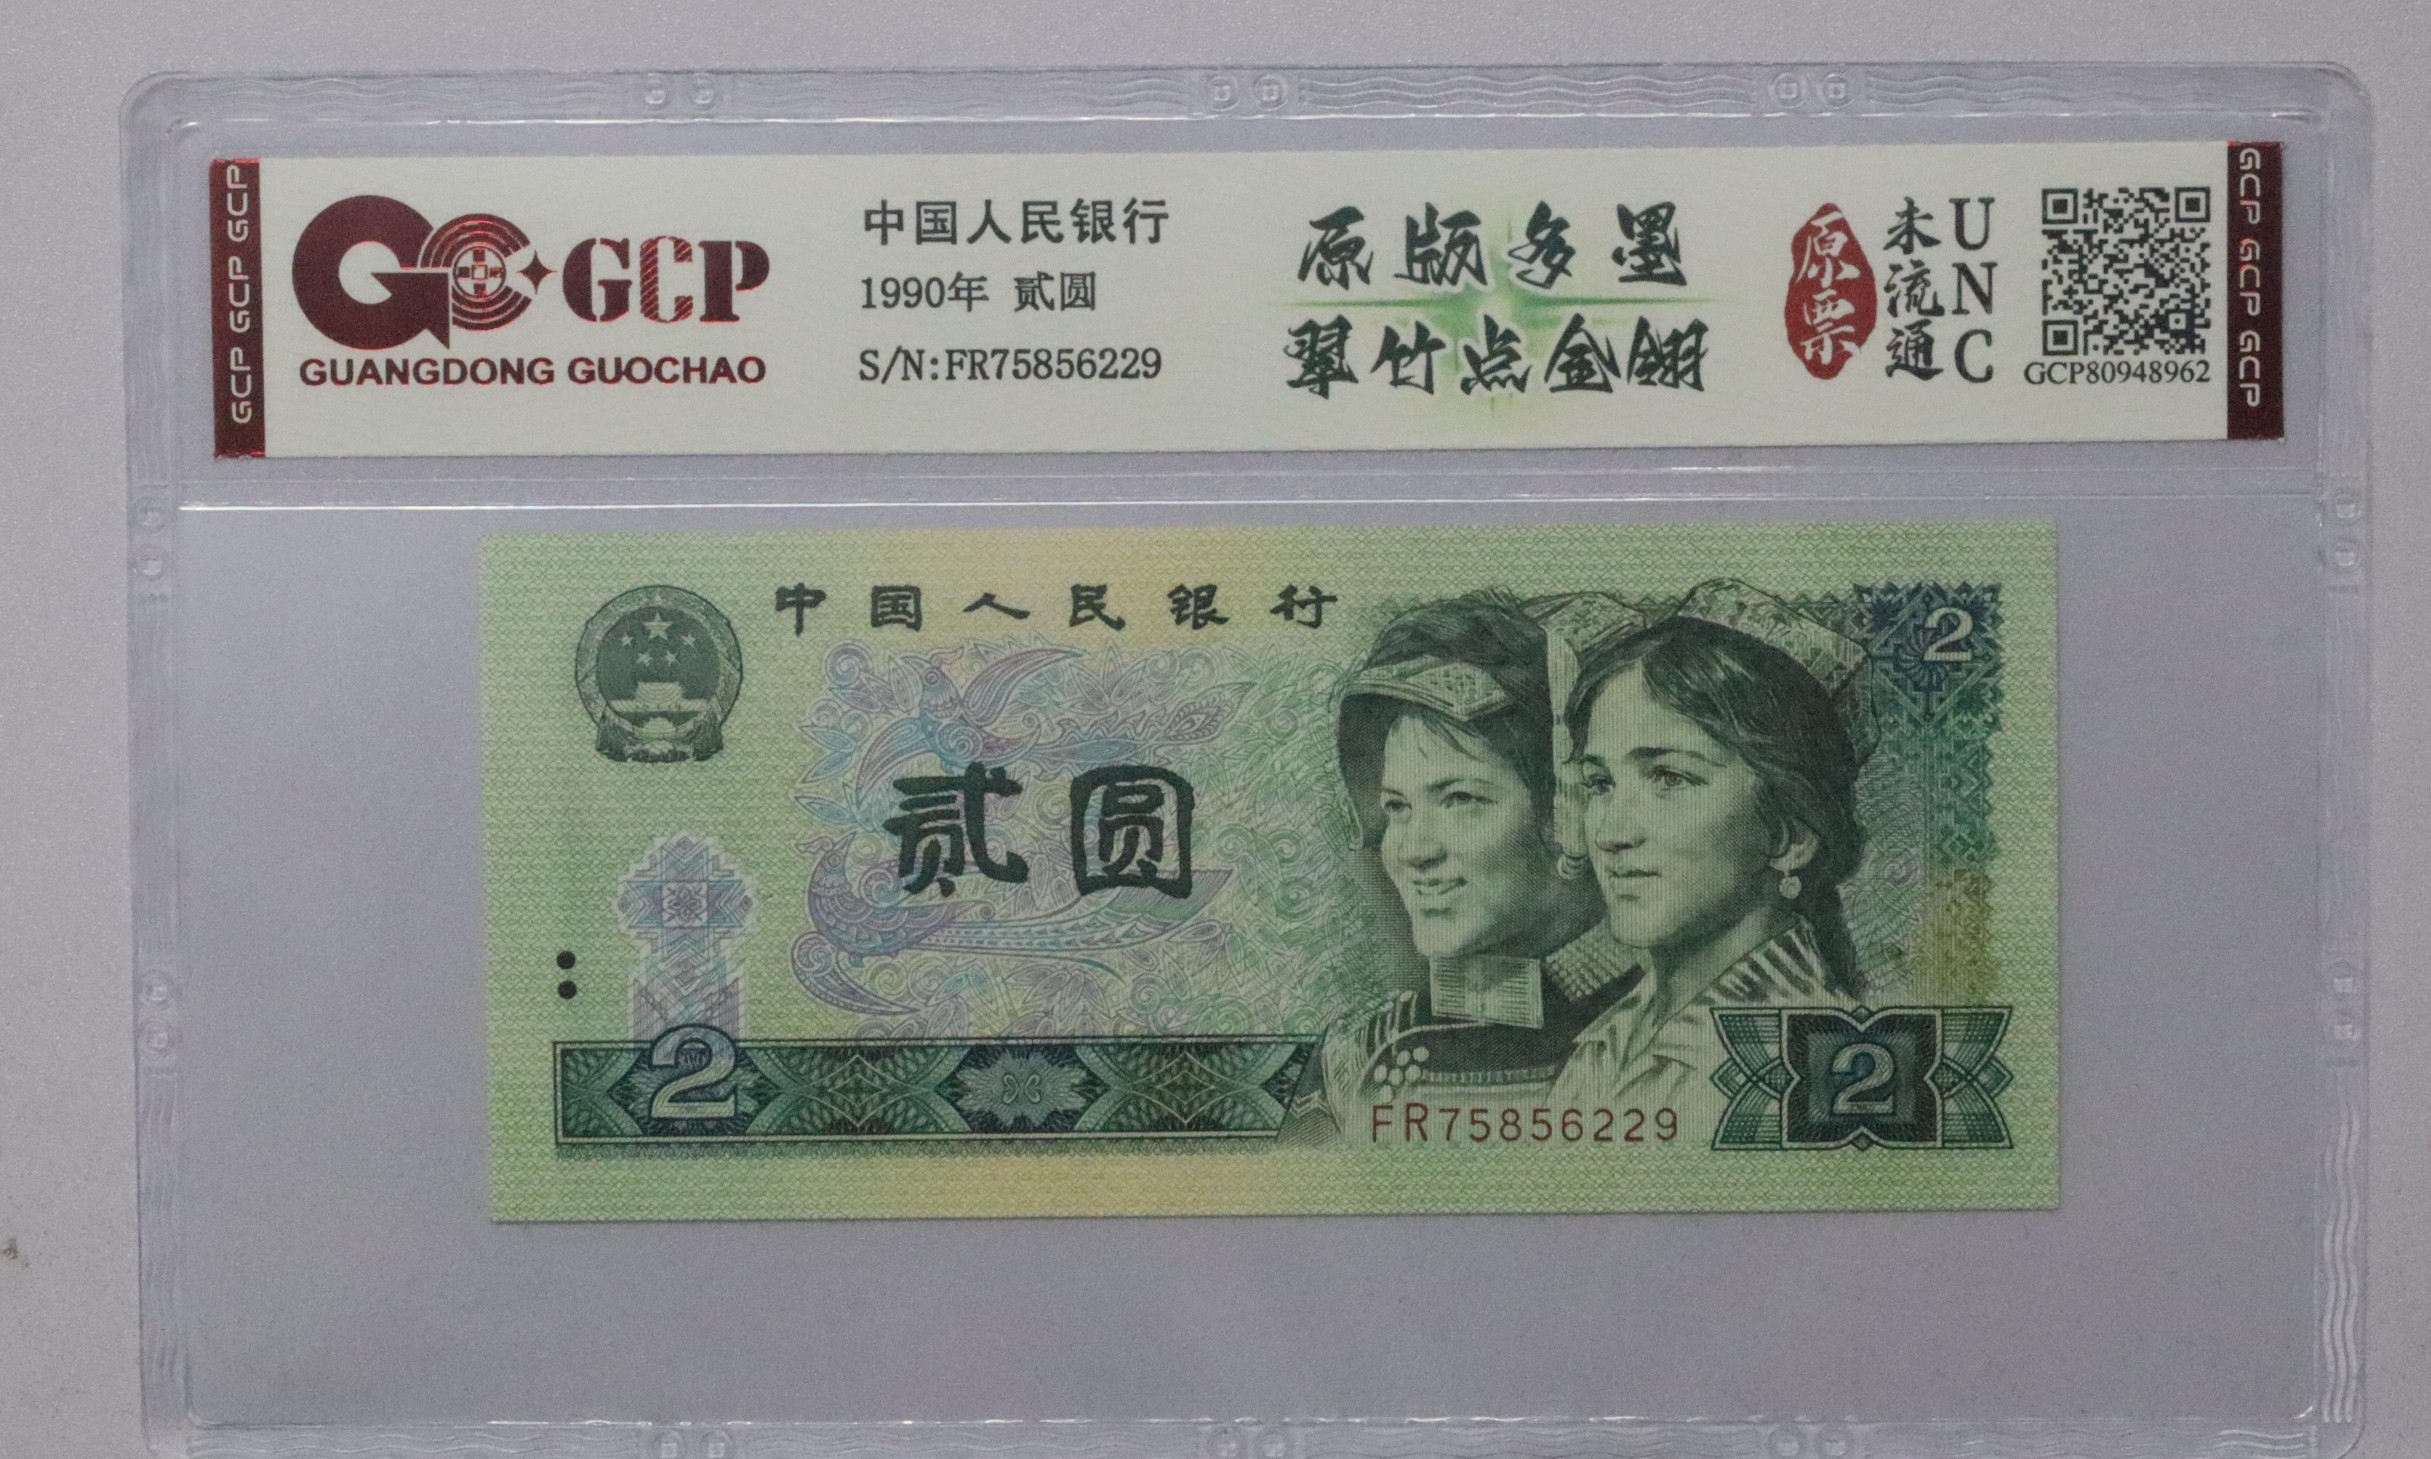 GCP GCP GCP
GCP
GUANGDONG GUOCHAO
中国人民银行
1990年 贰圆
S/N:FR75856229
原版多墨
翠竹点金翎
原票
未流通
UNC
GCP80948962
GCP GCP GCP
中国人民银行
2
贰圆
2
FR75856229
2